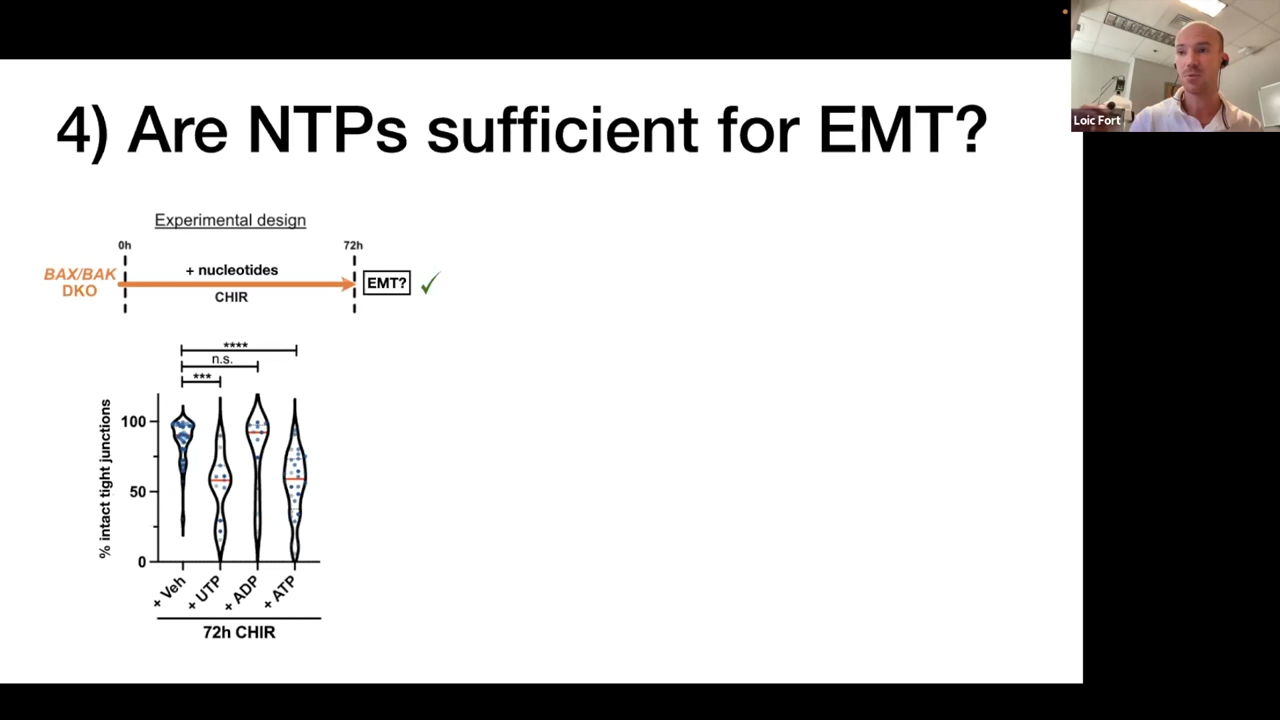 Loic Fort
4) Are NTPs sufficient for EMT?
Experimental design
0h
72h
BAX/BAK
DKO
+ nucleotides
CHIR
EMT?
****
n.s.
***
% intact tight junctions
100
50
0
+ Veh
+ UTP
+ ADP
+ ATP
72h CHIR